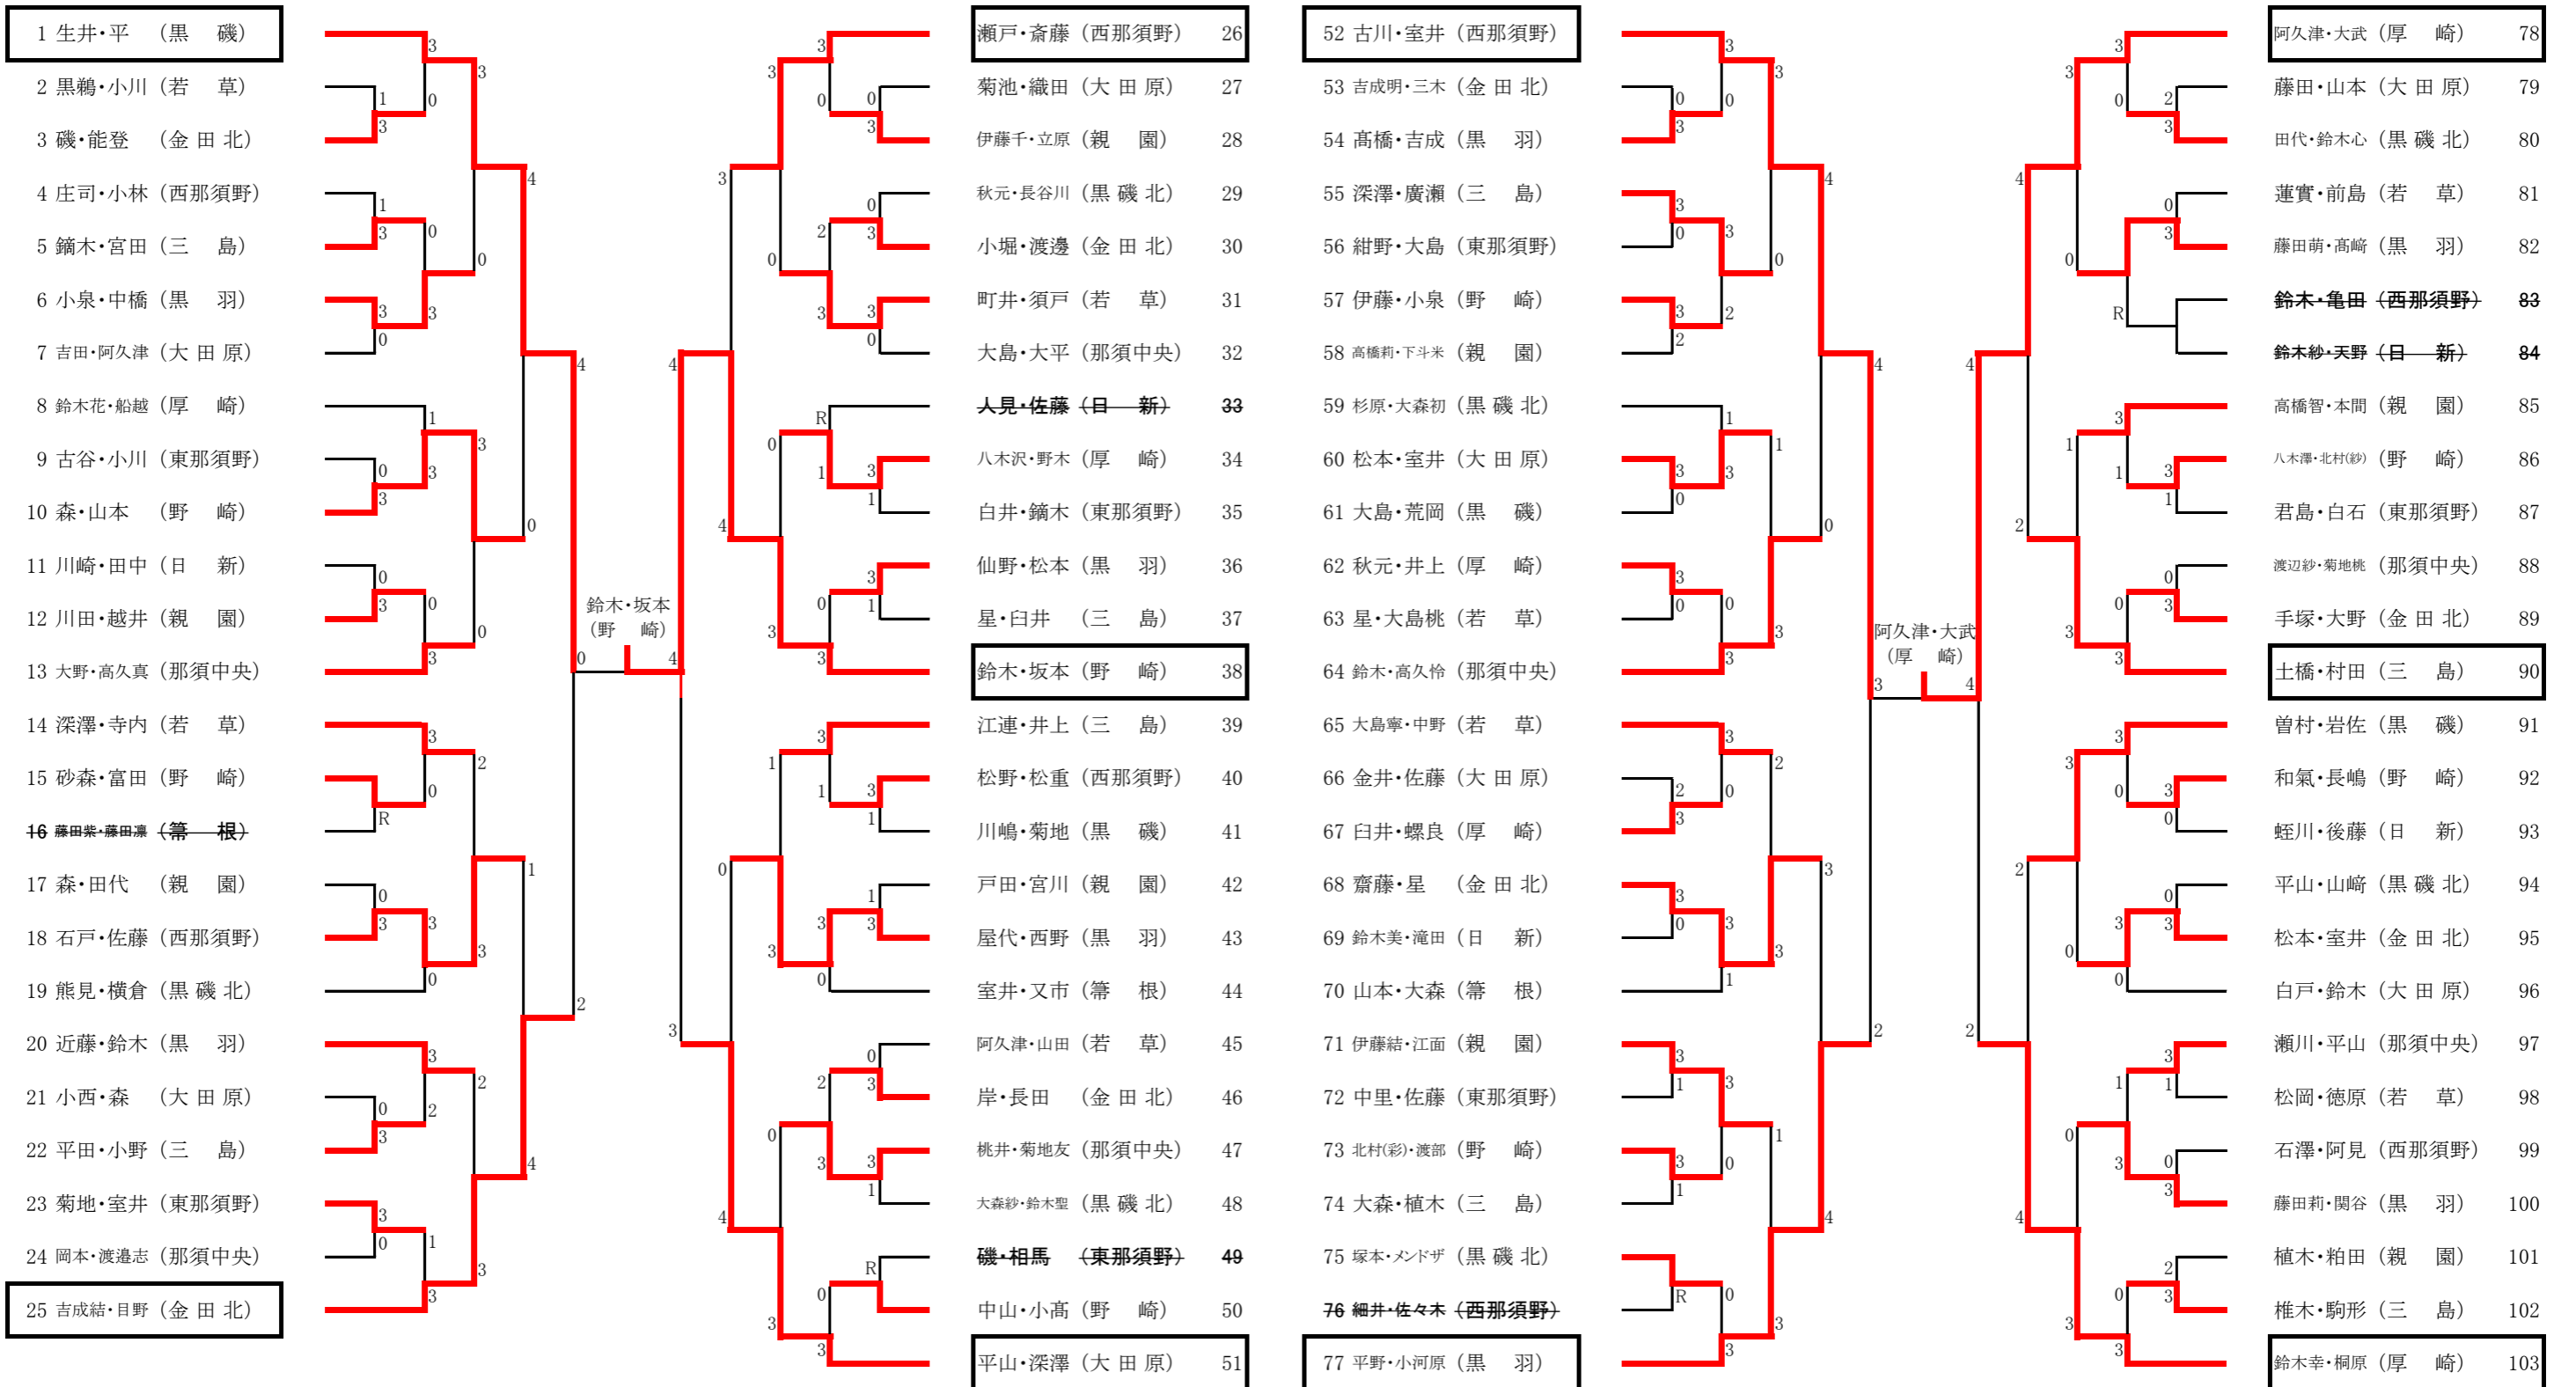 1 生井・平 （黒 磯）
2 黒鵜・小川（若 草）
3 磯・能登 （金 田 北）
4 庄司・小林（西那須野）
5 鏑木・宮田（三 島）
6 小泉・中橋（黒 羽）
7 吉田・阿久津（大 田 原）
8 鈴木花・船越（厚 崎）
9 古谷・小川（東那須野）
10 森・山本 （野 崎）
11 川崎・田中（日 新）
12 川田・越井（親 園）
13 大野・高久真（那須中央）
14 深澤・寺内（若 草）
15 砂森・富田（野 崎）
16 藤田紫・藤田凛（箒 根）
17 森・田代 （親 園）
18 石戸・佐藤（西那須野）
19 熊見・横倉（黒 磯 北）
20 近藤・鈴木（黒 羽）
21 小西・森 （大 田 原）
22 平田・小野（三 島）
23 菊地・室井（東那須野）
24 岡本・渡邉志（那須中央）
25 吉成結・目野（金 田 北）
鈴木・坂本
（野 崎）
瀬戸・斎藤（西那須野） 26
菊池・織田（大 田 原） 27
伊藤千・立原（親 園） 28
秋元・長谷川（黒 磯 北） 29
小堀・渡邊（金 田 北） 30
町井・須戸（若 草） 31
大島・大平（那須中央） 32
人見・佐藤（日 新） 33
八木沢・野木（厚 崎） 34
白井・鏑木（東那須野） 35
仙野・松本（黒 羽） 36
星・臼井 （三 島） 37
鈴木・坂本（野 崎） 38
江連・井上（三 島） 39
松野・松重（西那須野） 40
川嶋・菊地（黒 磯） 41
戸田・宮川（親 園） 42
屋代・西野（黒 羽） 43
室井・又市（箒 根） 44
阿久津・山田（若 草） 45
岸・長田 （金 田 北） 46
桃井・菊地友（那須中央） 47
大森紗・鈴木聖（黒 磯 北） 48
磯・相馬 （東那須野） 49
中山・小髙（野 崎） 50
平山・深澤（大 田 原） 51
52 古川・室井（西那須野）
53 吉成明・三木（金 田 北）
54 髙橋・吉成（黒 羽）
55 深澤・廣瀬（三 島）
56 紺野・大島（東那須野）
57 伊藤・小泉（野 崎）
58 高橋莉・下斗米（親 園）
59 杉原・大森初（黒 磯 北）
60 松本・室井（大 田 原）
61 大島・荒岡（黒 磯）
62 秋元・井上（厚 崎）
63 星・大島桃（若 草）
64 鈴木・高久怜（那須中央）
65 大島寧・中野（若 草）
66 金井・佐藤（大 田 原）
67 臼井・螺良（厚 崎）
68 齋藤・星 （金 田 北）
69 鈴木美・滝田（日 新）
70 山本・大森（箒 根）
71 伊藤結・江面（親 園）
72 中里・佐藤（東那須野）
73 北村(彩)・渡部（野 崎）
74 大森・植木（三 島）
75 塚本・メンドザ（黒 磯 北）
76 細井・佐々木（西那須野）
77 平野・小河原（黒 羽）
阿久津・大武
（厚 崎）
阿久津・大武（厚 崎） 78
藤田・山本（大 田 原） 79
田代・鈴木心（黒 磯 北） 80
蓮實・前島（若 草） 81
藤田萌・髙﨑（黒 羽） 82
鈴木・亀田（西那須野） 83
鈴木紗・天野（日 新） 84
高橋智・本間（親 園） 85
八木澤・北村(紗)（野 崎） 86
君島・白石（東那須野） 87
渡辺紗・菊地桃（那須中央） 88
手塚・大野（金 田 北） 89
土橋・村田（三 島） 90
曽村・岩佐（黒 磯） 91
和氣・長嶋（野 崎） 92
蛭川・後藤（日 新） 93
平山・山﨑（黒 磯 北） 94
松本・室井（金 田 北） 95
白戸・鈴木（大 田 原） 96
瀬川・平山（那須中央） 97
松岡・徳原（若 草） 98
石澤・阿見（西那須野） 99
藤田莉・関谷（黒 羽） 100
植木・粕田（親 園） 101
椎木・駒形（三 島） 102
鈴木幸・桐原（厚 崎） 103